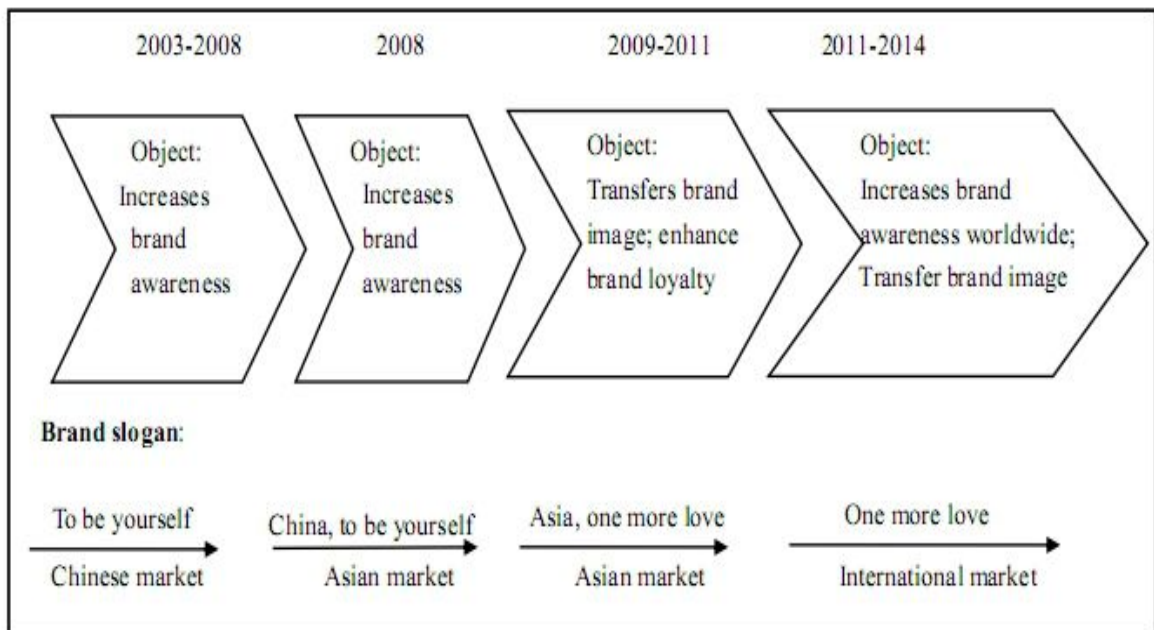 2003-2008
2008
2009-2011
2011-2014
Object:
Increases
brand
awareness
Object:
Increases
brand
awareness
Object:
Transfers brand
image; enhance
brand loyalty
Object:
Increases brand
awareness worldwide;
Transfer brand image
Brand slogan:
To be yourself
Chinese market
China, to be yourself
Asian market
Asia, one more love
Asian market
One more love
International market